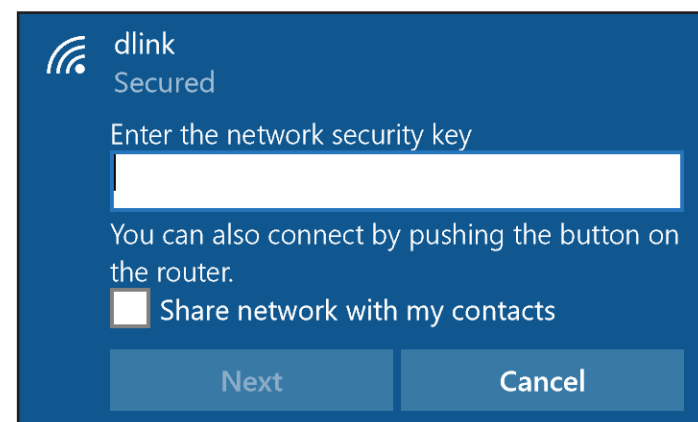 dlink
Secured
Enter the network security key
You can also connect by pushing the button on
the router.
Share network with my contacts
Next
Cancel